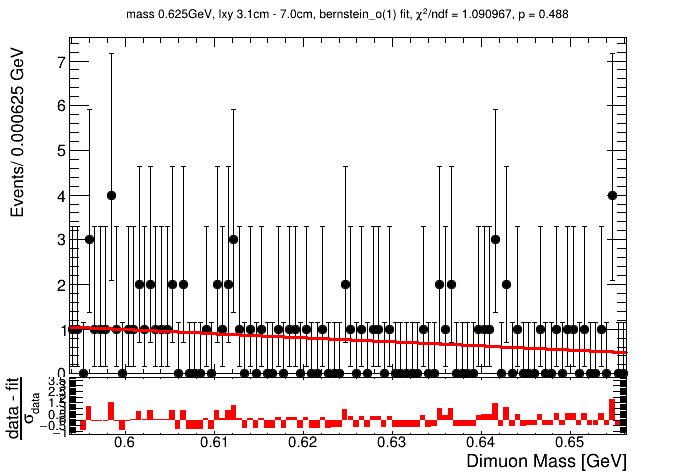 mass 0.625GeV, lxy 3.1cm - 7.0cm, bernstein_o(1) fit, χ²/ndf = 1.090967, p = 0.488
Events/ 0.000625 GeV
7
6
5
4
3
2
1
0
data - fit
σdata
0.6
0.61
0.62
0.63
0.64
0.65
Dimuon Mass [GeV]